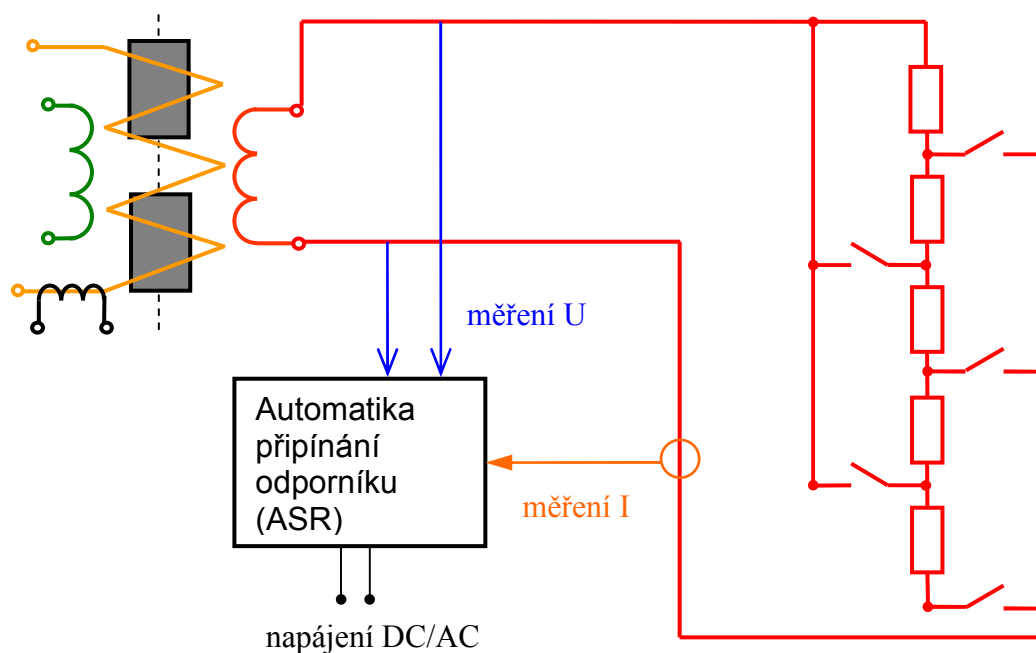 měření U
Automatika
připínání
odporníku
(ASR)
měření I
napájení DC/AC